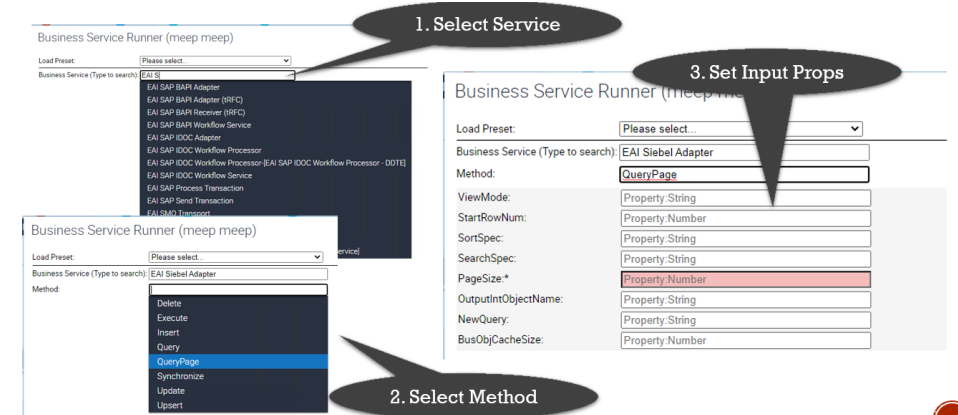 1. Select Service
Business Service Runner (meep meep)
Load Preset: Please select...
Business Service (Type to search): EAI S
EAI SAP BAPI Adapter
EAI SAP BAPI Adapter (tRFC)
EAI SAP BAPI Receiver (tRFC)
EAI SAP BAPI Workflow Service
EAI SAP IDOC Adapter
EAI SAP IDOC Workflow Processor
EAI SAP IDOC Workflow Processor-[EAI SAP IDOC Workflow Processor - DDTE]
EAI SAP IDOC Workflow Service
EAI SAP Process Transaction
EAI SAP Send Transaction
EAI SMO Transport
ervice]
Business Service Runner (meep meep)
Load Preset: Please select...
Business Service (Type to search): EAI Siebel Adapter
Method:
Delete
Execute
Insert
Query
QueryPage
Synchronize
Update
Upsert
2. Select Method
3. Set Input Props
Business Service Runner (meep me
Load Preset: Please select...
Business Service (Type to search): EAI Siebel Adapter
Method: QueryPage
ViewMode: Property:String
StartRowNum: Property:Number
SortSpec: Property:String
SearchSpec: Property:String
PageSize:* Property:Number
OutputIntObjectName: Property:String
NewQuery: Property:String
BusObjCacheSize: Property:Number